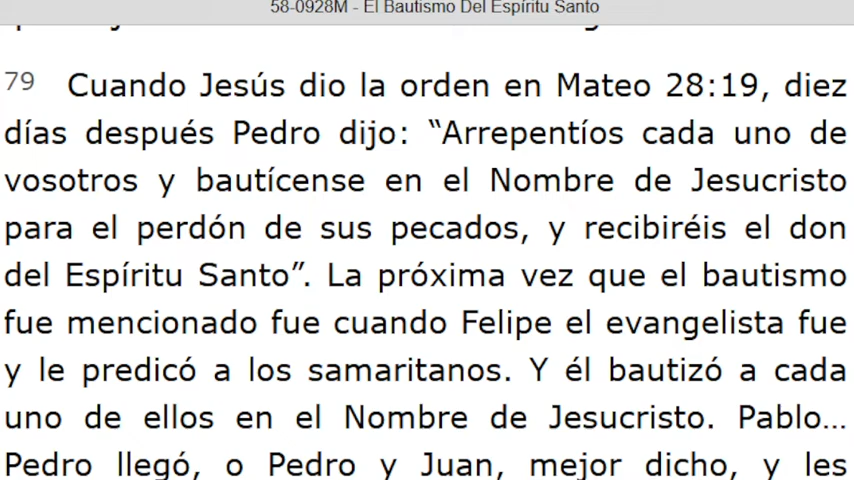 58-0928M - El Bautismo Del Espíritu Santo
79 Cuando Jesús dio la orden en Mateo 28:19, diez
días después Pedro dijo: “Arrepentíos cada uno de
vosotros y bautícense en el Nombre de Jesucristo
para el perdón de sus pecados, y recibiréis el don
del Espíritu Santo”. La próxima vez que el bautismo
fue mencionado fue cuando Felipe el evangelista fue
y le predicó a los samaritanos. Y él bautizó a cada
uno de ellos en el Nombre de Jesucristo. Pablo…
Pedro llegó, o Pedro y Juan, mejor dicho, y les